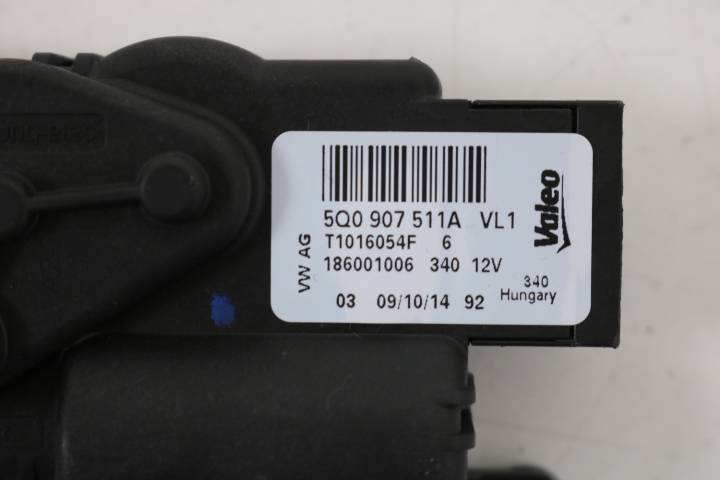 5Q0 907 511A VL1
T1016054F 6
186001006 340 12V
03 09/10/14 92
VW AG
Valeo
340
Hungary